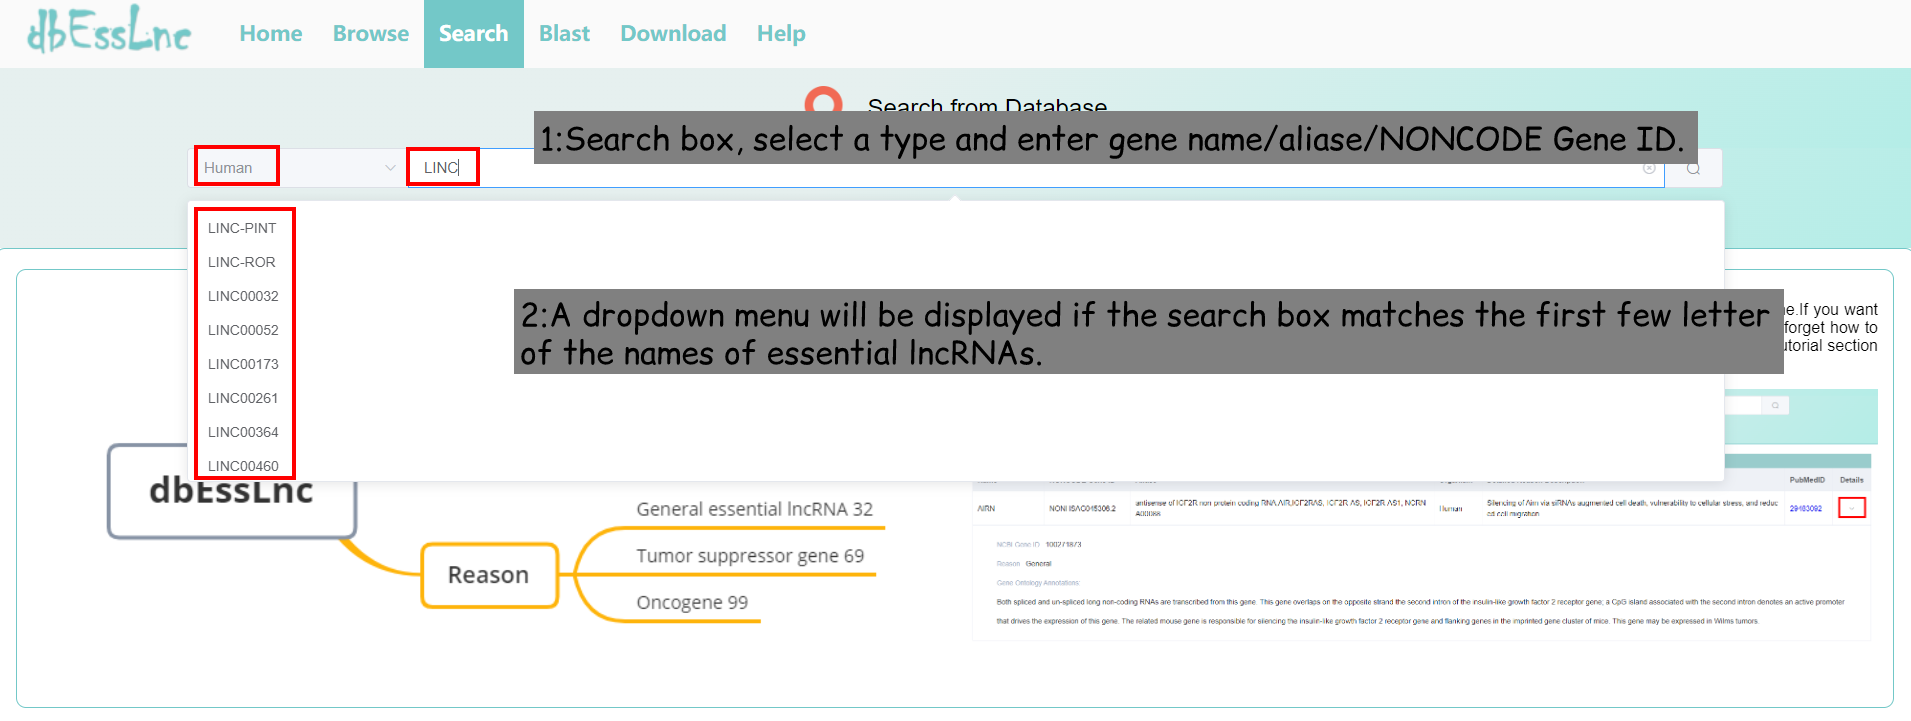 dbEssLnc
Home Browse Search Blast Download Help
Search from Database
1:Search box, select a type and enter gene name/aliase/NONCODE Gene ID.
Human
LINC
LINC-PINT
LINC-ROR
LINC00032
LINC00052
LINC00173
LINC00261
LINC00364
LINC00460
2:A dropdown menu will be displayed if the search box matches the first few letter
of the names of essential lncRNAs.
If you want
forget how to
section
dbEssLnc
Reason
General essential lncRNA 32
Tumor suppressor gene 69
Oncogene 99
PubMedID Details
AIRN
antisense of IGF2R non protein coding RNA,AIR,IGF2RAS, IGF2R-AS, IGF2R-AS1, NCRN
A00088
Human
Silencing of Airn via siRNAs augmented cell death, vulnerability to cellular stress, and reduc
ed cell migration
29483092
NCBI Gene ID: 100271873
Reason: General
Gene Ontology Annotations:
Both spliced and un-spliced long non-coding RNAs are transcribed from this gene. This gene overlaps on the opposite strand the second intron of the insulin-like growth factor 2 receptor gene; a CpG island associated with the second intron denotes an active promoter
that drives the expression of this gene. The related mouse gene is responsible for silencing the insulin-like growth factor 2 receptor gene and flanking genes in the imprinted gene cluster of mice. This gene may be expressed in Wilms tumors.